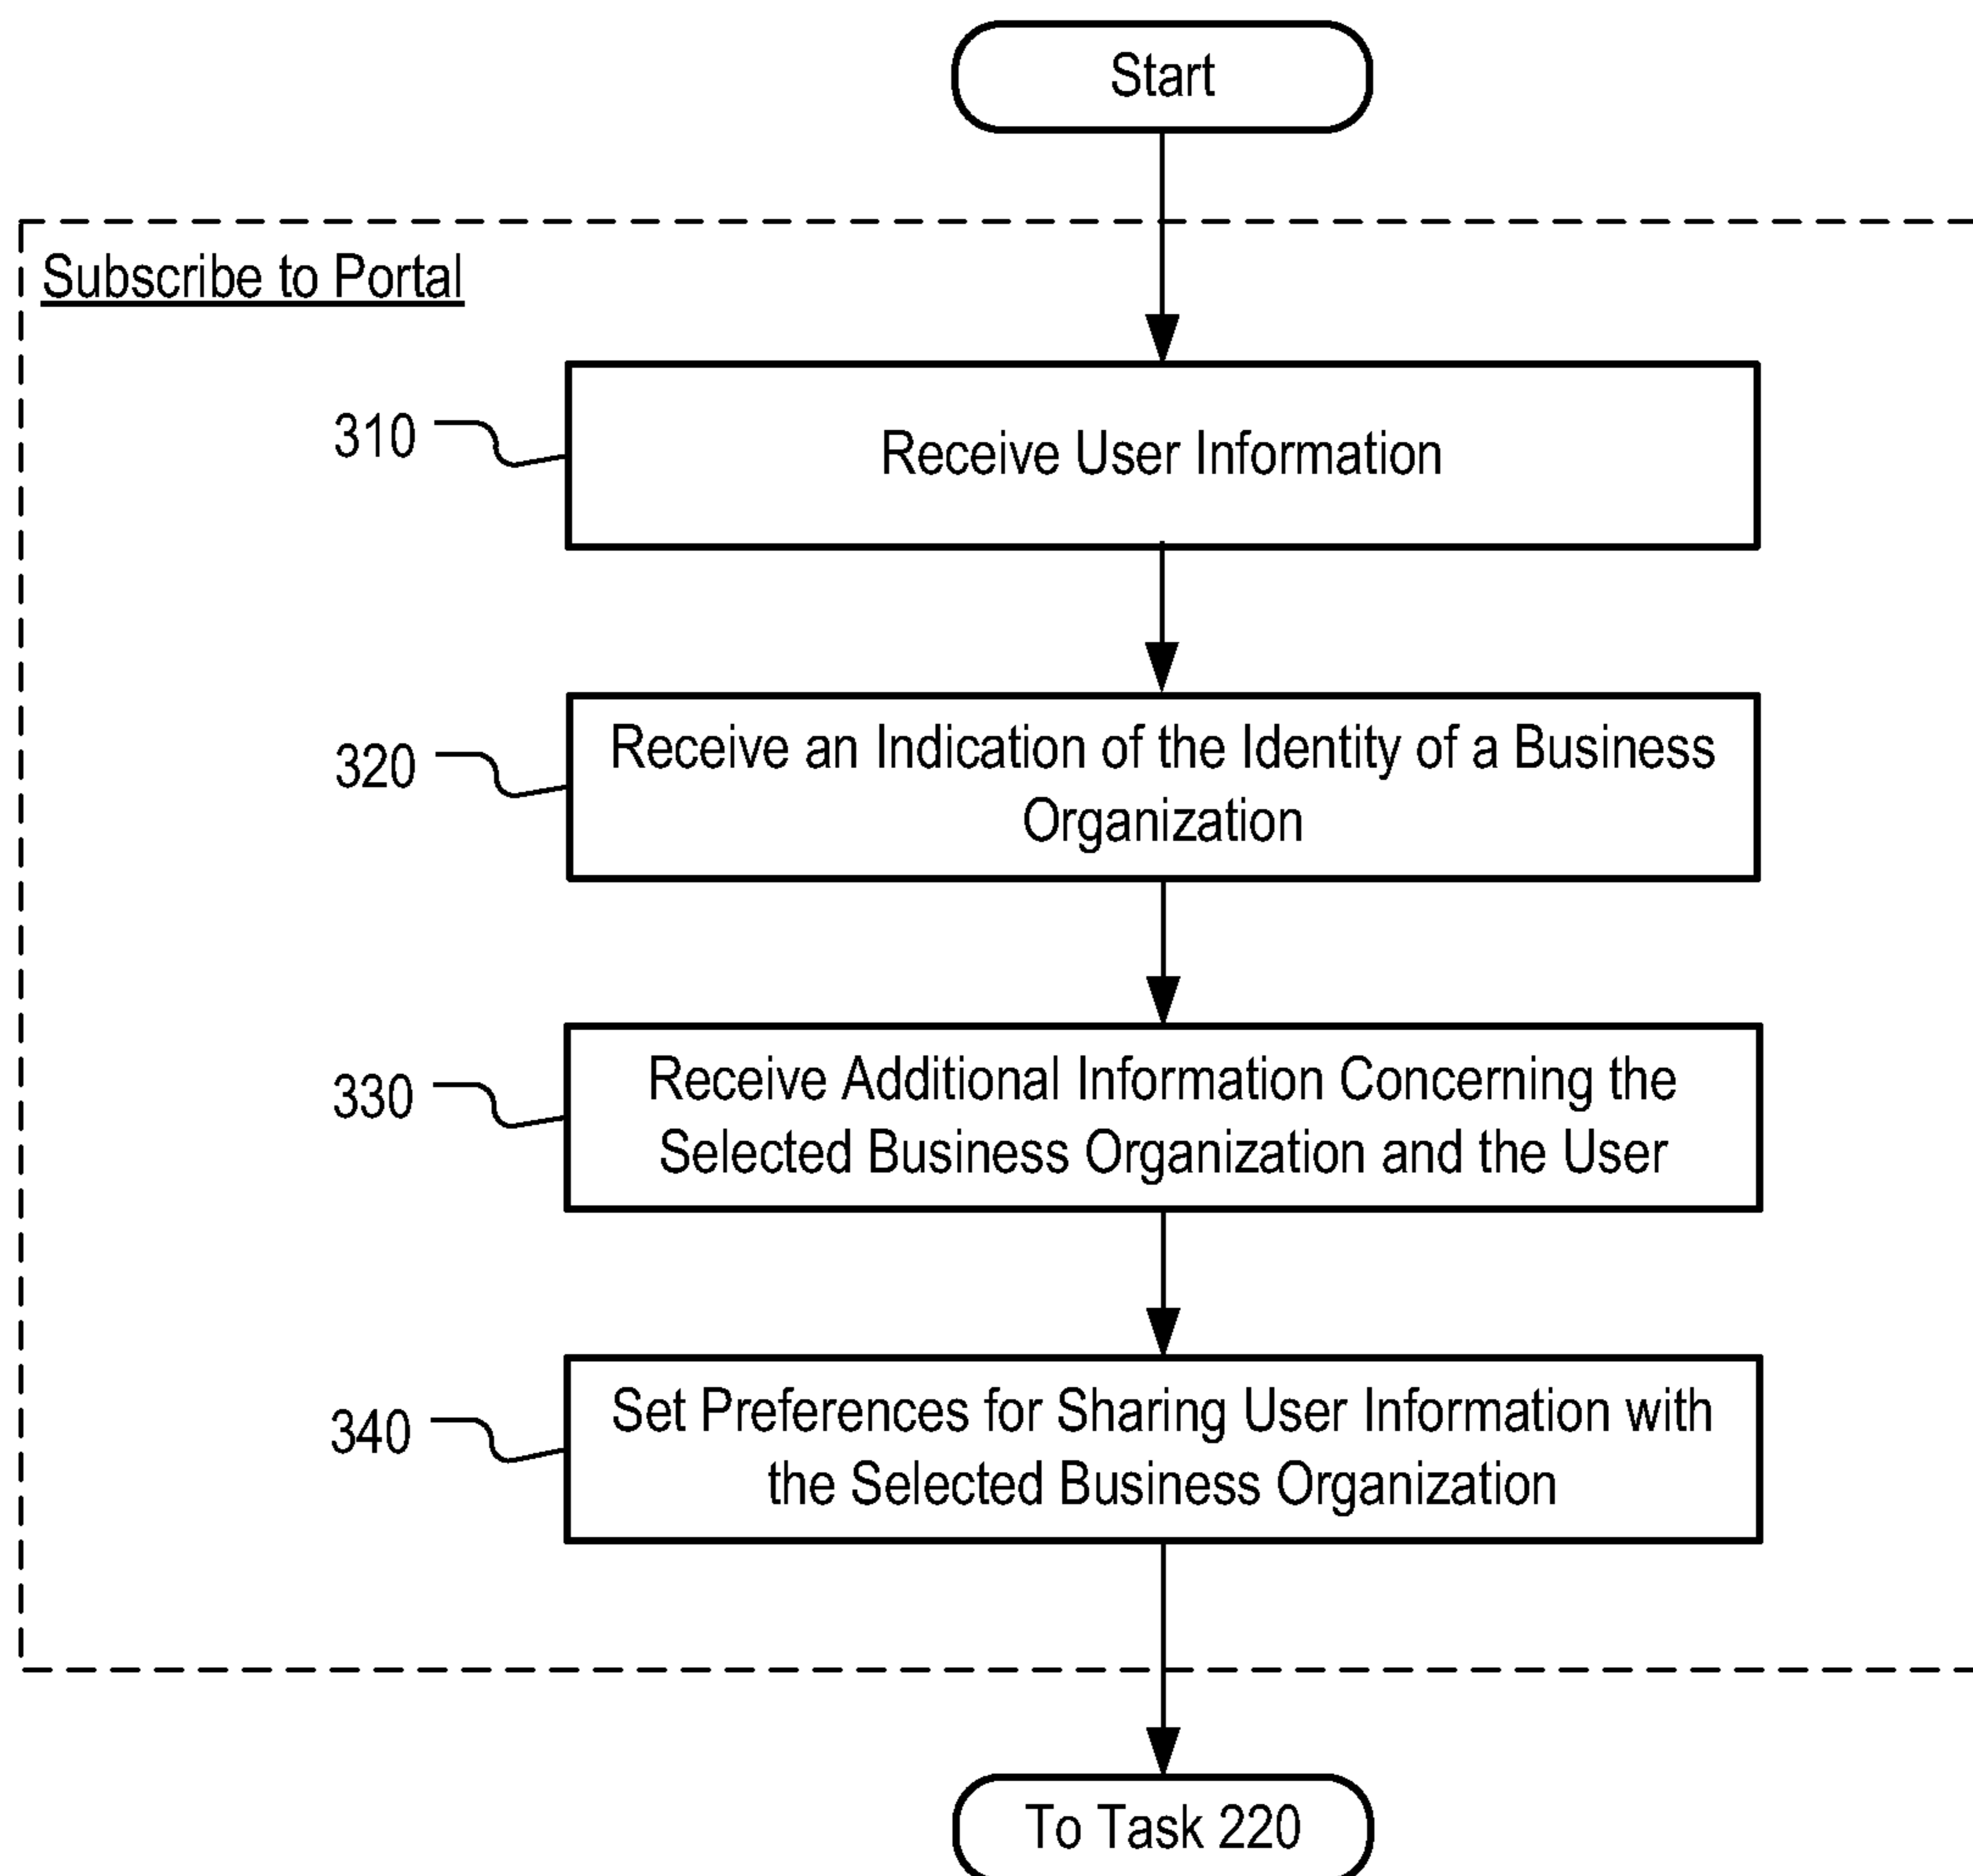 Start
Subscribe to Portal
310
Receive User Information
320
Receive an Indication of the Identity of a Business
Organization
330
Receive Additional Information Concerning the
Selected Business Organization and the User
340
Set Preferences for Sharing User Information with
the Selected Business Organization
To Task 220